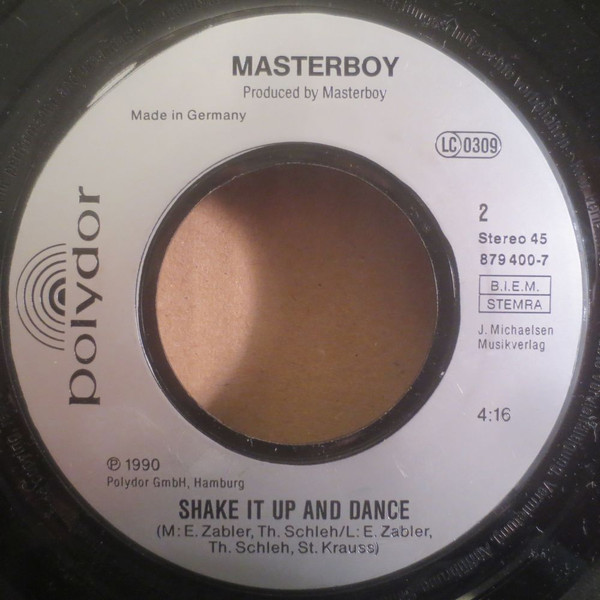 MASTERBOY
Produced by Masterboy
Made in Germany
LC 0309
polydor
2
Stereo 45
879 400-7
B.I.E.M.
STEMRA
J. Michaelsen
Musikverlag
4:16
℗ 1990
Polydor GmbH, Hamburg
SHAKE IT UP AND DANCE
(M: E. Zabler, Th. Schleh/L: E. Zabler,
Th. Schleh, St. Krauss)